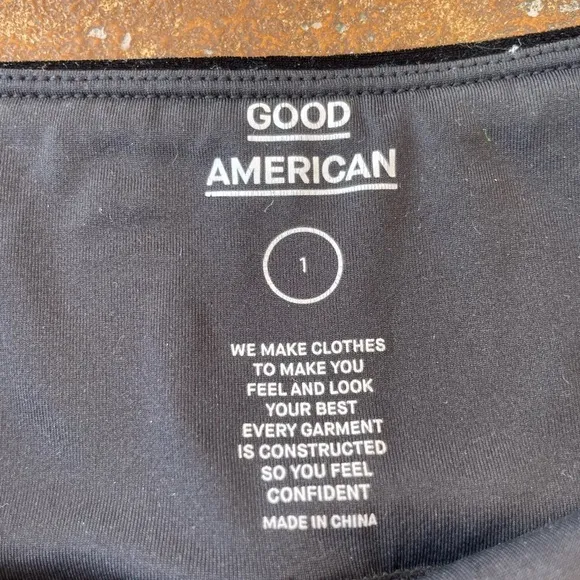 GOOD
AMERICAN
1
WE MAKE CLOTHES
TO MAKE YOU
FEEL AND LOOK
YOUR BEST
EVERY GARMENT
IS CONSTRUCTED
SO YOU FEEL
CONFIDENT
MADE IN CHINA